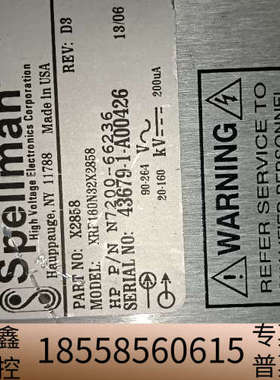 Spellman
High Voltage Electronics Corporation
Hauppauge, NY 11788 Made In USA
REV: D3
13/06
PART NO: X2858
MODEL: XRF160N32X2858
HP P/N N7200-66236
SERIAL NO: 43679-1-A00426
90-264 V
20-160 kV
200uA
WARNING
TO REDUCE
REFER SERV
鑫
控
18558560615
专
普